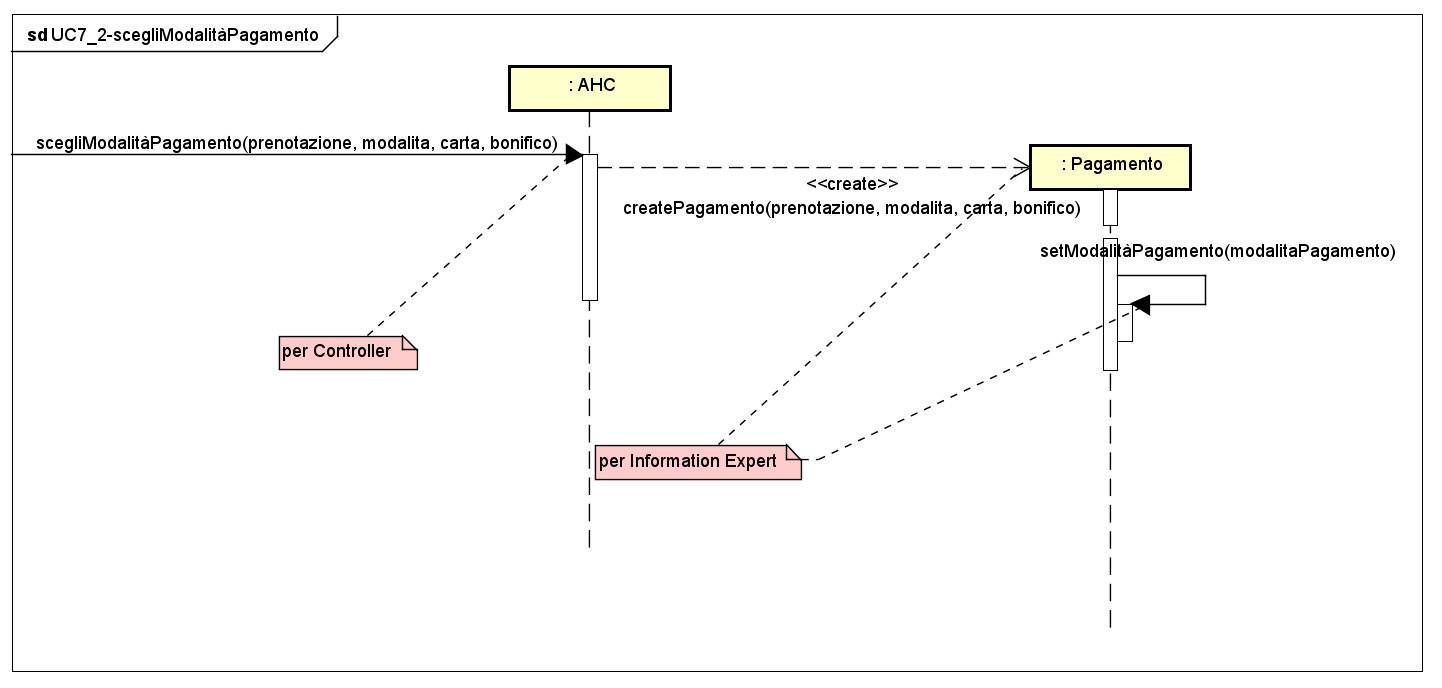 sd UC7_2-scegliModalitàPagamento
: AHC
scegliModalitàPagamento(prenotazione, modalita, carta, bonifico)
: Pagamento
<<create>>
createPagamento(prenotazione, modalita, carta, bonifico)
setModalitàPagamento(modalitaPagamento)
per Controller
per Information Expert